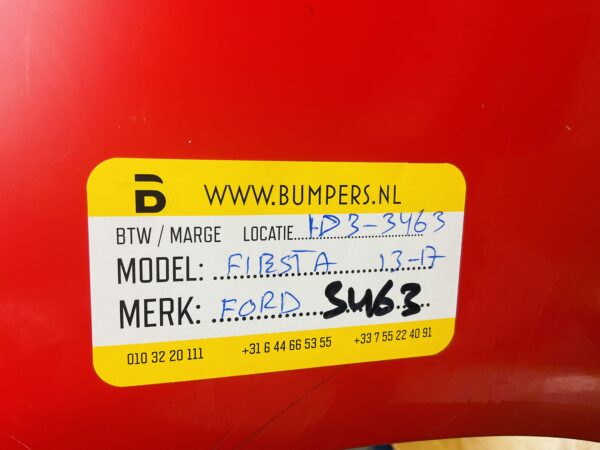 WWW.BUMPERS.NL
BTW / MARGE LOCATIE 1D3-3463
MODEL: FIESTA 13-17
MERK: FORD 3463
010 32 20 111 +31 6 44 66 53 55 +33 7 55 22 40 91